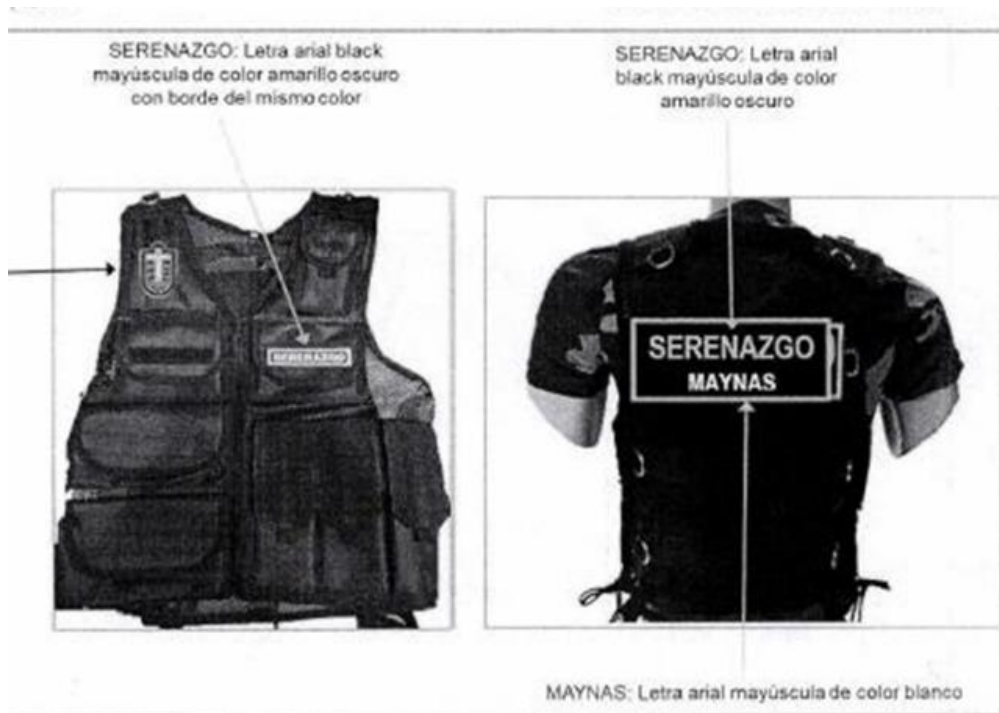 SERENAZGO: Letra arial black
mayúscula de color amarillo oscuro
con borde del mismo color
SERENAZGO: Letra arial
black mayúscula de color
amarillo oscuro
SERENAZGO
SERENAZGO
MAYNAS
MAYNAS: Letra arial mayúscula de color blanco